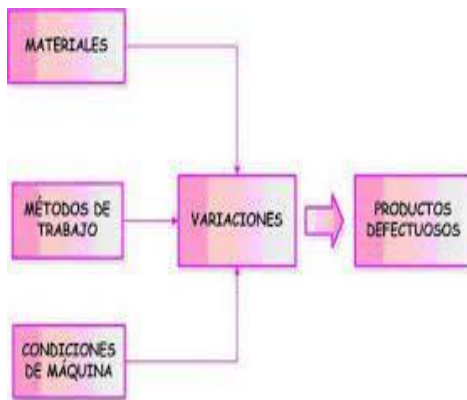 MATERIALES
MÉTODOS DE
TRABAJO
VARIACIONES
PRODUCTOS
DEFECTUOSOS
CONDICIONES
DE MÁQUINA